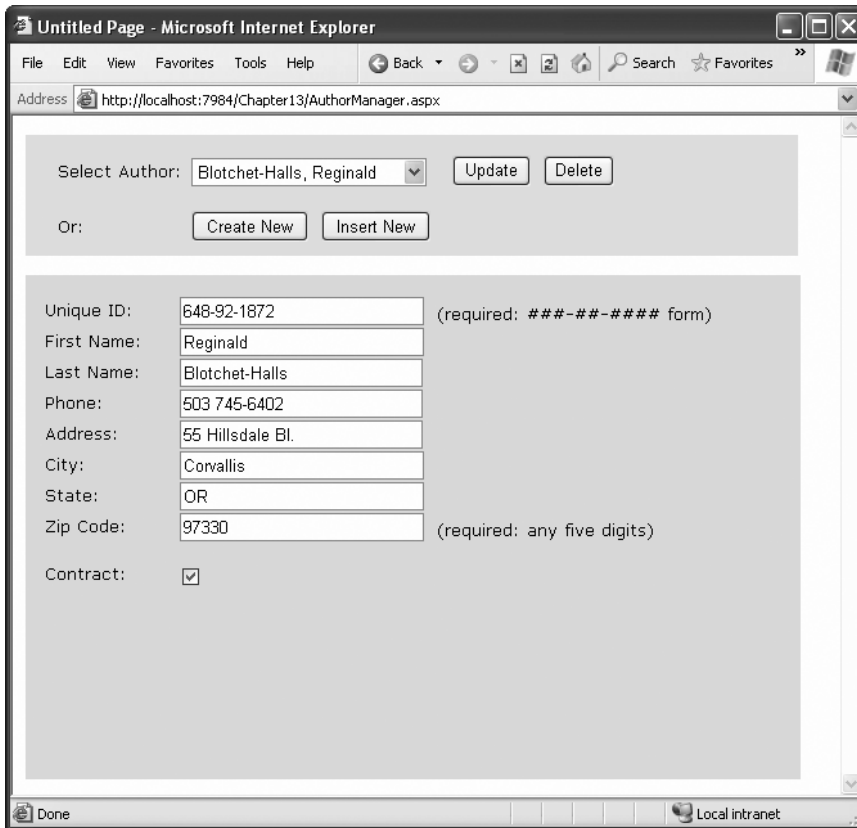 Untitled Page - Microsoft Internet Explorer
File Edit View Favorites Tools Help Back Search Favorites »
Address http://localhost:7984/Chapter13/AuthorManager.aspx
Select Author: Blotchet-Halls, Reginald Update Delete
Or: Create New Insert New
Unique ID: 648-92-1872 (required: ###-##-#### form)
First Name: Reginald
Last Name: Blotchet-Halls
Phone: 503 745-6402
Address: 55 Hillsdale Bl.
City: Corvallis
State: OR
Zip Code: 97330 (required: any five digits)
Contract:
Done Local intranet